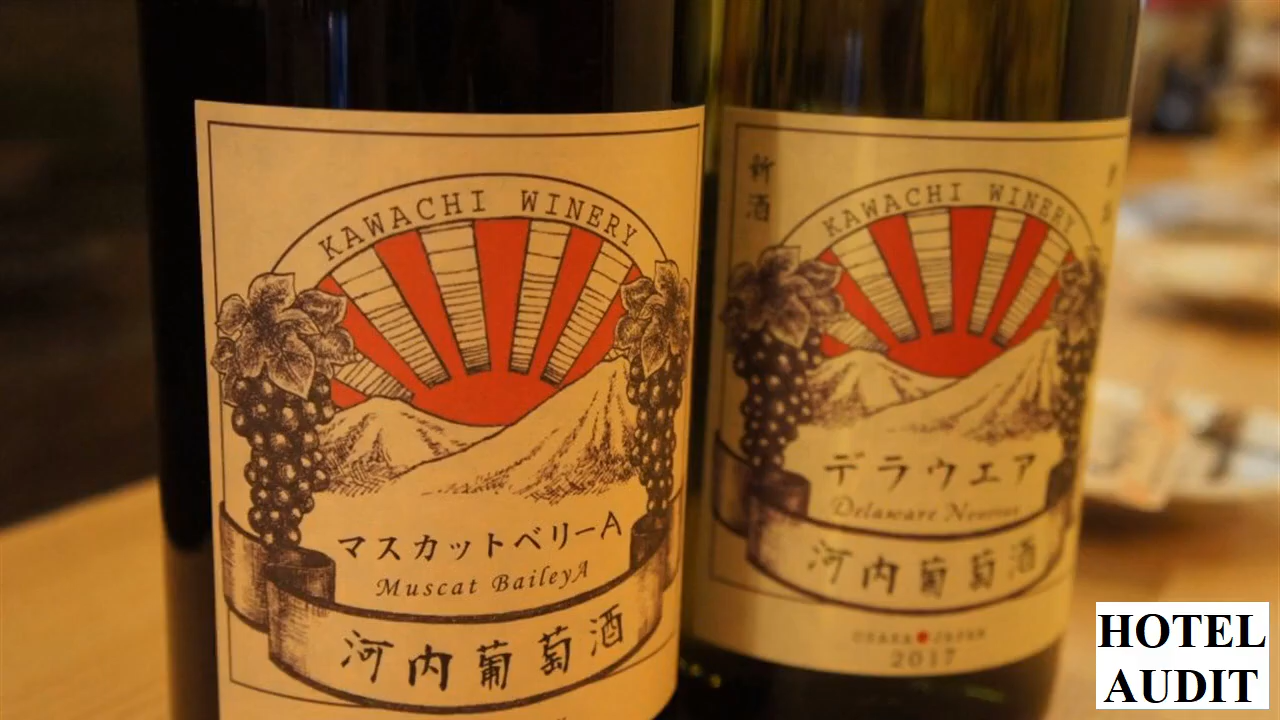 KAWACHI WINERY
マスカットベリーA
Muscat BaileyA
河内葡萄酒
新酒
KAWACHI WINERY
デラウエア
Delaware Nouveau
河内葡萄酒
OSAKA JAPAN
2017
HOTEL
AUDIT